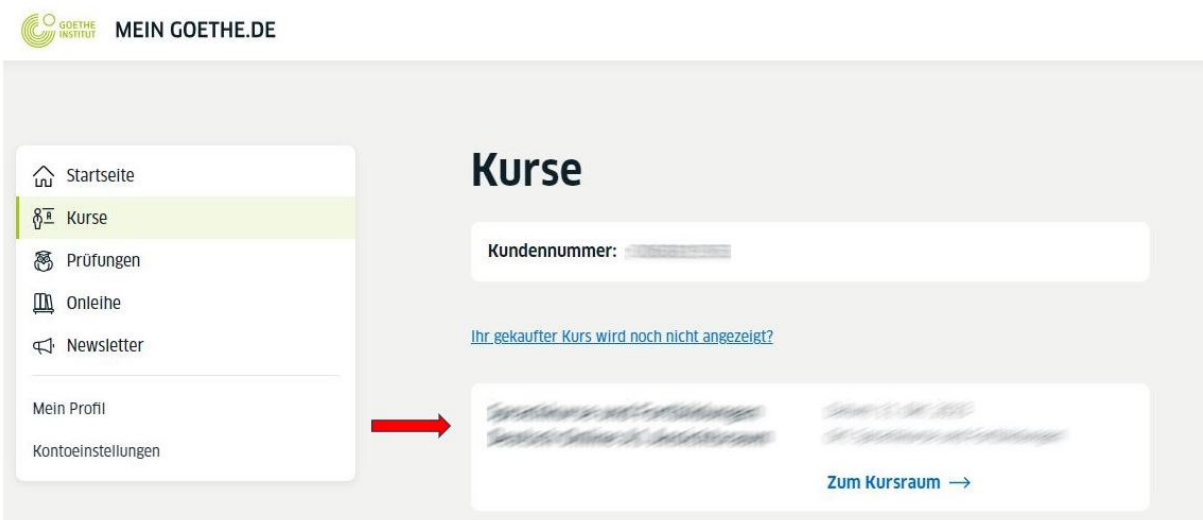 GOETHE
INSTITUT
MEIN GOETHE.DE
Startseite
Kurse
Prüfungen
Onleihe
Newsletter
Mein Profil
Kontoeinstellungen
Kurse
Kundennummer:
Ihr gekaufter Kurs wird noch nicht angezeigt?
Zum Kursraum →